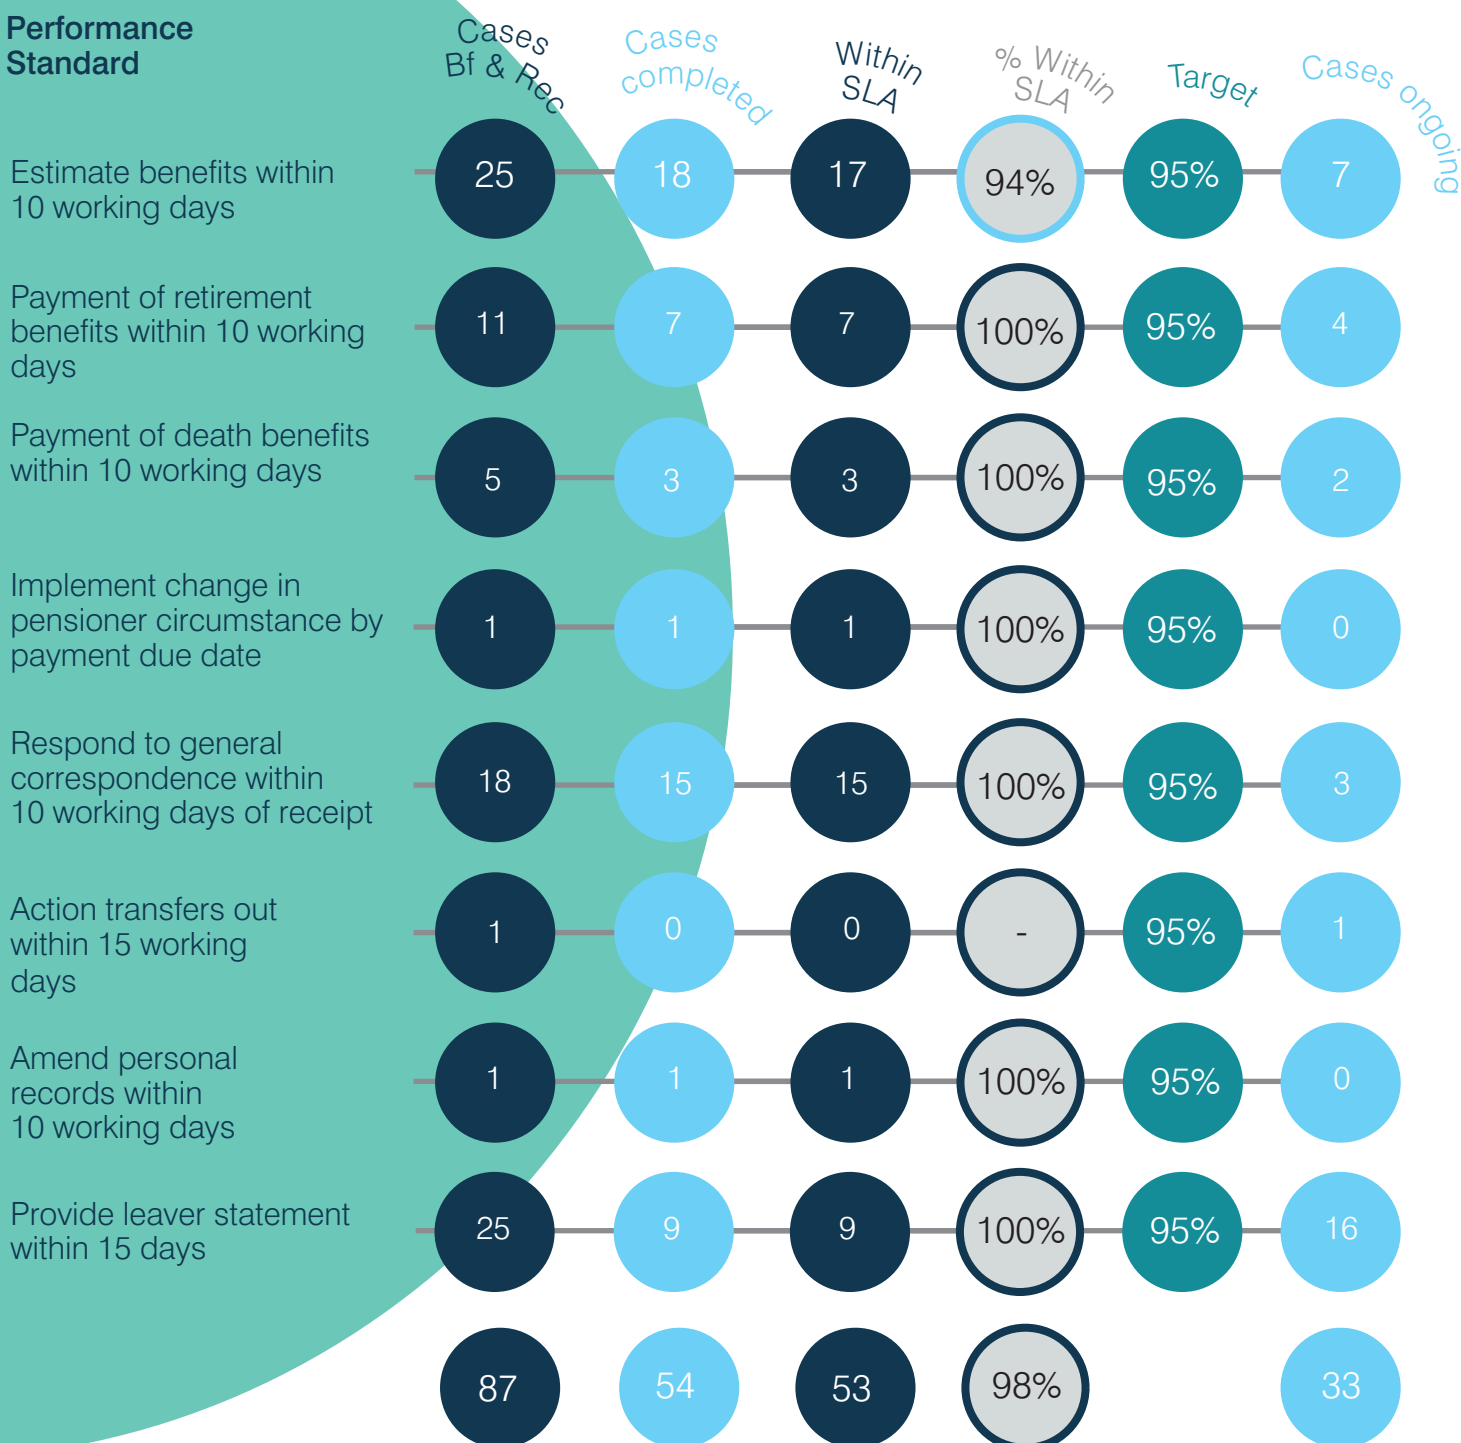 Performance
Standard
Cases
Bf & Rec
Cases
completed
Within
SLA
% Within
SLA
Target
Cases ongoing
Estimate benefits within
10 working days
25 18 17 94% 95% 7
Payment of retirement
benefits within 10 working
days
11 7 7 100% 95% 4
Payment of death benefits
within 10 working days
5 3 3 100% 95% 2
Implement change in
pensioner circumstance by
payment due date
1 1 1 100% 95% 0
Respond to general
correspondence within
10 working days of receipt
18 15 15 100% 95% 3
Action transfers out
within 15 working
days
1 0 0 - 95% 1
Amend personal
records within
10 working days
1 1 1 100% 95% 0
Provide leaver statement
within 15 days
25 9 9 100% 95% 16
87 54 53 98% 33